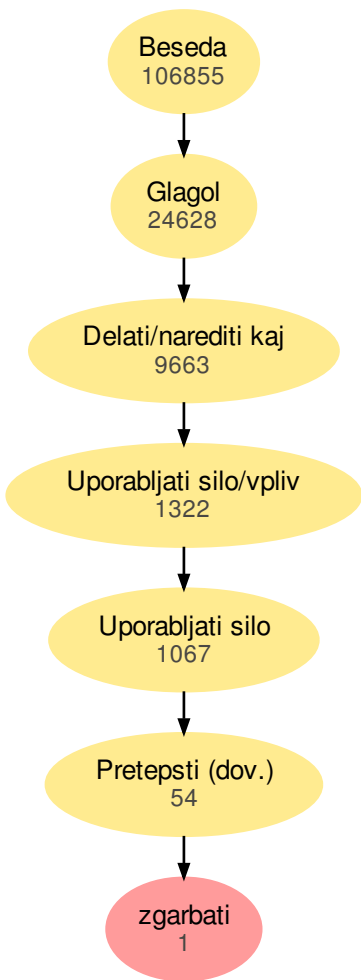 Beseda
106855
Glagol
24628
Delati/narediti kaj
9663
Uporabljati silo/vpliv
1322
Uporabljati silo
1067
Pretepsti (dov.)
54
zgarbati
1